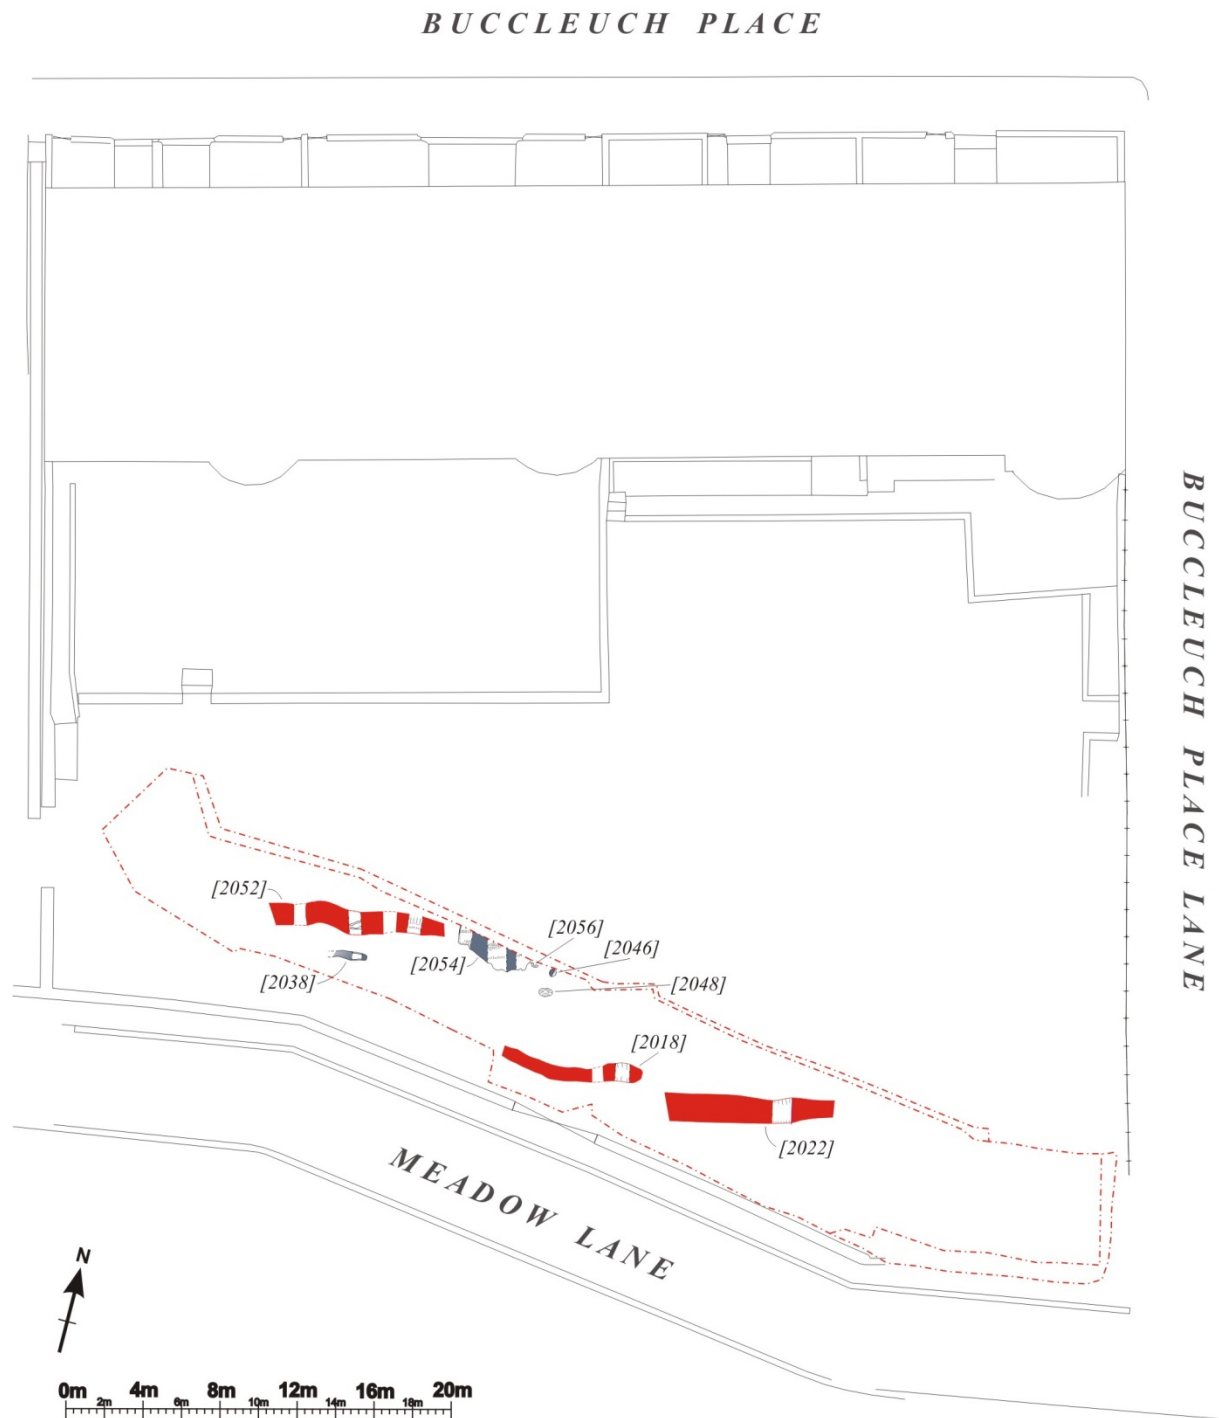 BUCCLEUCH PLACE
BUCCLEUCH PLACE LANE
[2052]
[2056]
[2046]
[2054]
[2038]
[2048]
[2018]
[2022]
MEADOW LANE
N
0m 4m 8m 12m 16m 20m
2m 6m 10m 14m 18m